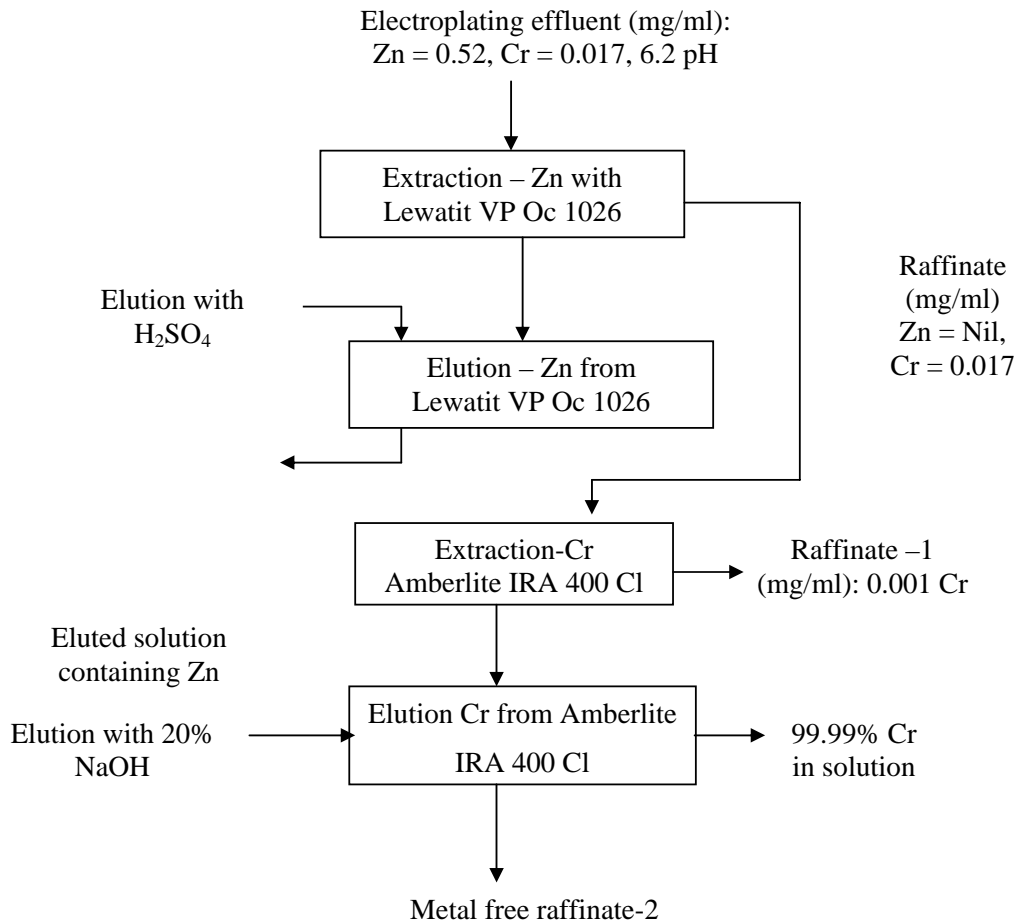 Electroplating effluent (mg/ml):
Zn = 0.52, Cr = 0.017, 6.2 pH
Extraction – Zn with
Lewatit VP Oc 1026
Raffinate
(mg/ml)
Zn = Nil,
Cr = 0.017
Elution with
H₂SO₄
Elution – Zn from
Lewatit VP Oc 1026
Extraction-Cr
Amberlite IRA 400 Cl
Raffinate –1
(mg/ml): 0.001 Cr
Eluted solution
containing Zn
Elution with 20%
NaOH
Elution Cr from Amberlite
IRA 400 Cl
99.99% Cr
in solution
Metal free raffinate-2